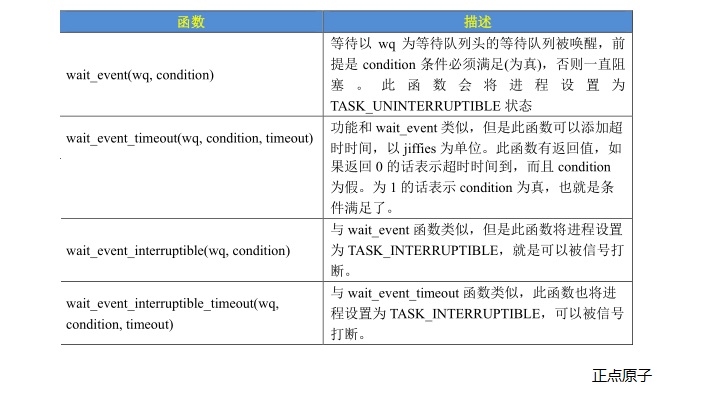 函数
描述
wait_event(wq, condition)
等待以 wq 为等待队列头的等待队列被唤醒，前
提是 condition 条件必须满足(为真)，否则一直阻
塞 。 此 函 数 会 将 进 程 设 置 为
TASK_UNINTERRUPTIBLE 状态
wait_event_timeout(wq, condition, timeout)
功能和 wait_event 类似，但是此函数可以添加超
时时间，以 jiffies 为单位。此函数有返回值，如
果返回 0 的话表示超时时间到，而且 condition
为假。为 1 的话表示 condition 为真，也就是条
件满足了。
wait_event_interruptible(wq, condition)
与 wait_event 函数类似，但是此函数将进程设置
为 TASK_INTERRUPTIBLE，就是可以被信号打
断。
wait_event_interruptible_timeout(wq,
condition, timeout)
与 wait_event_timeout 函数类似，此函数也将进
程设置为 TASK_INTERRUPTIBLE，可以被信号
打断。
正点原子